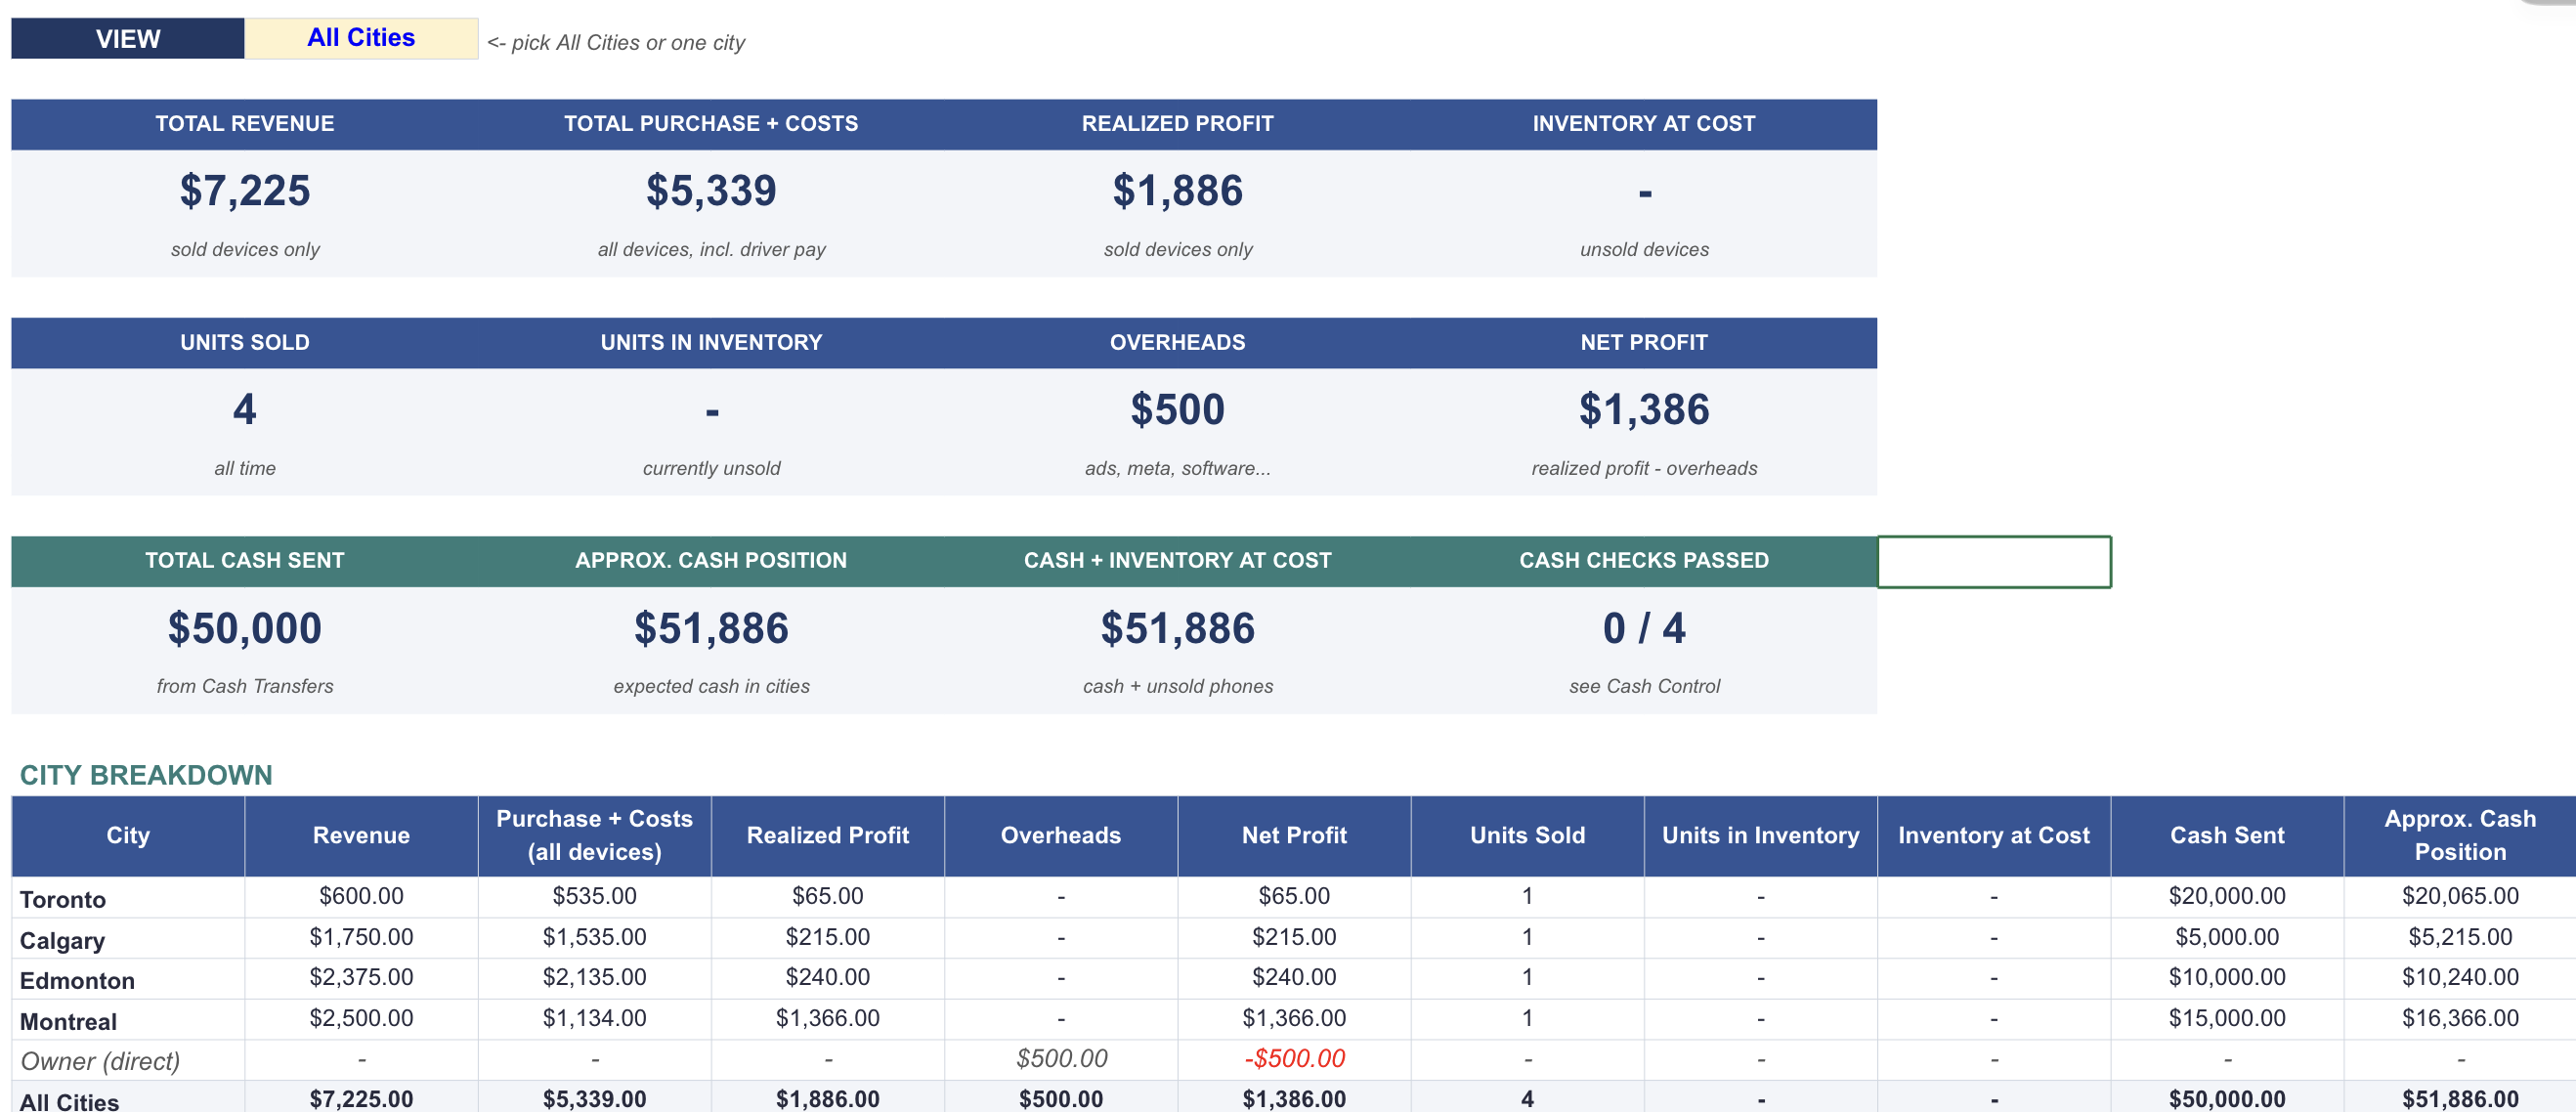 VIEW All Cities <- pick All Cities or one city
TOTAL REVENUE TOTAL PURCHASE + COSTS REALIZED PROFIT INVENTORY AT COST
$7,225 $5,339 $1,886 -
sold devices only all devices, incl. driver pay sold devices only unsold devices
UNITS SOLD UNITS IN INVENTORY OVERHEADS NET PROFIT
4 - $500 $1,386
all time currently unsold ads, meta, software... realized profit - overheads
TOTAL CASH SENT APPROX. CASH POSITION CASH + INVENTORY AT COST CASH CHECKS PASSED
$50,000 $51,886 $51,886 0 / 4
from Cash Transfers expected cash in cities cash + unsold phones see Cash Control
CITY BREAKDOWN
City Revenue Purchase + Costs (all devices) Realized Profit Overheads Net Profit Units Sold Units in Inventory Inventory at Cost Cash Sent Approx. Cash Position
Toronto $600.00 $535.00 $65.00 - $65.00 1 - - $20,000.00 $20,065.00
Calgary $1,750.00 $1,535.00 $215.00 - $215.00 1 - - $5,000.00 $5,215.00
Edmonton $2,375.00 $2,135.00 $240.00 - $240.00 1 - - $10,000.00 $10,240.00
Montreal $2,500.00 $1,134.00 $1,366.00 - $1,366.00 1 - - $15,000.00 $16,366.00
Owner (direct) - - - $500.00 -$500.00 - - - - -
All Cities $7,225.00 $5,339.00 $1,886.00 $500.00 $1,386.00 4 - - $50,000.00 $51,886.00